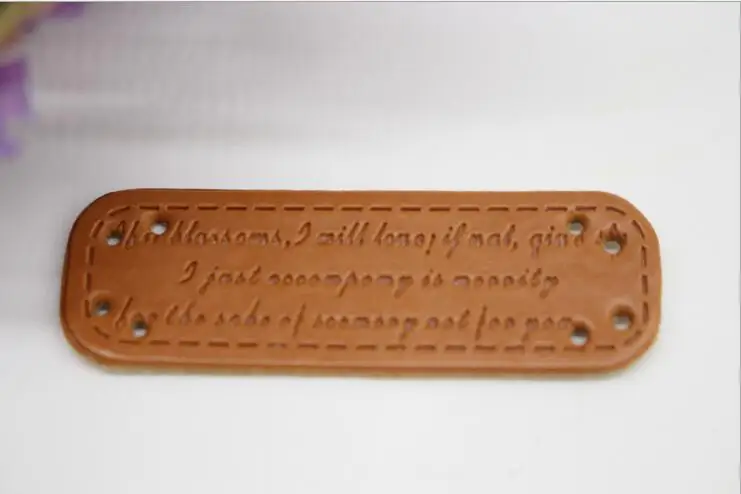 blossoms, I will love; if not, give
I just accompany is
for the sake of not for you